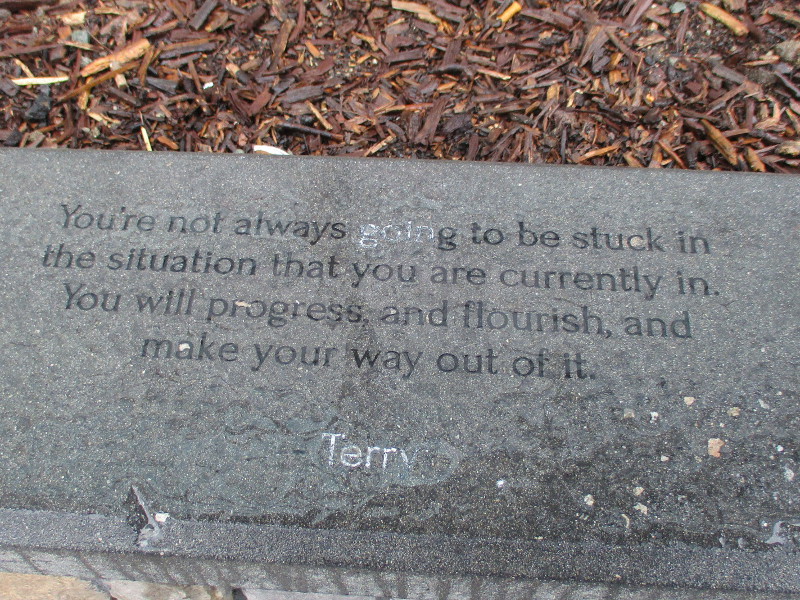 You're not always going to be stuck in
the situation that you are currently in.
You will progress, and flourish, and
make your way out of it.
Terry